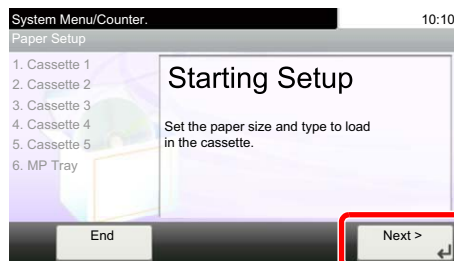 System Menu/Counter.
10:10
Paper Setup
1. Cassette 1
2. Cassette 2
3. Cassette 3
4. Cassette 4
5. Cassette 5
6. MP Tray
Starting Setup
Set the paper size and type to load
in the cassette.
End
Next >